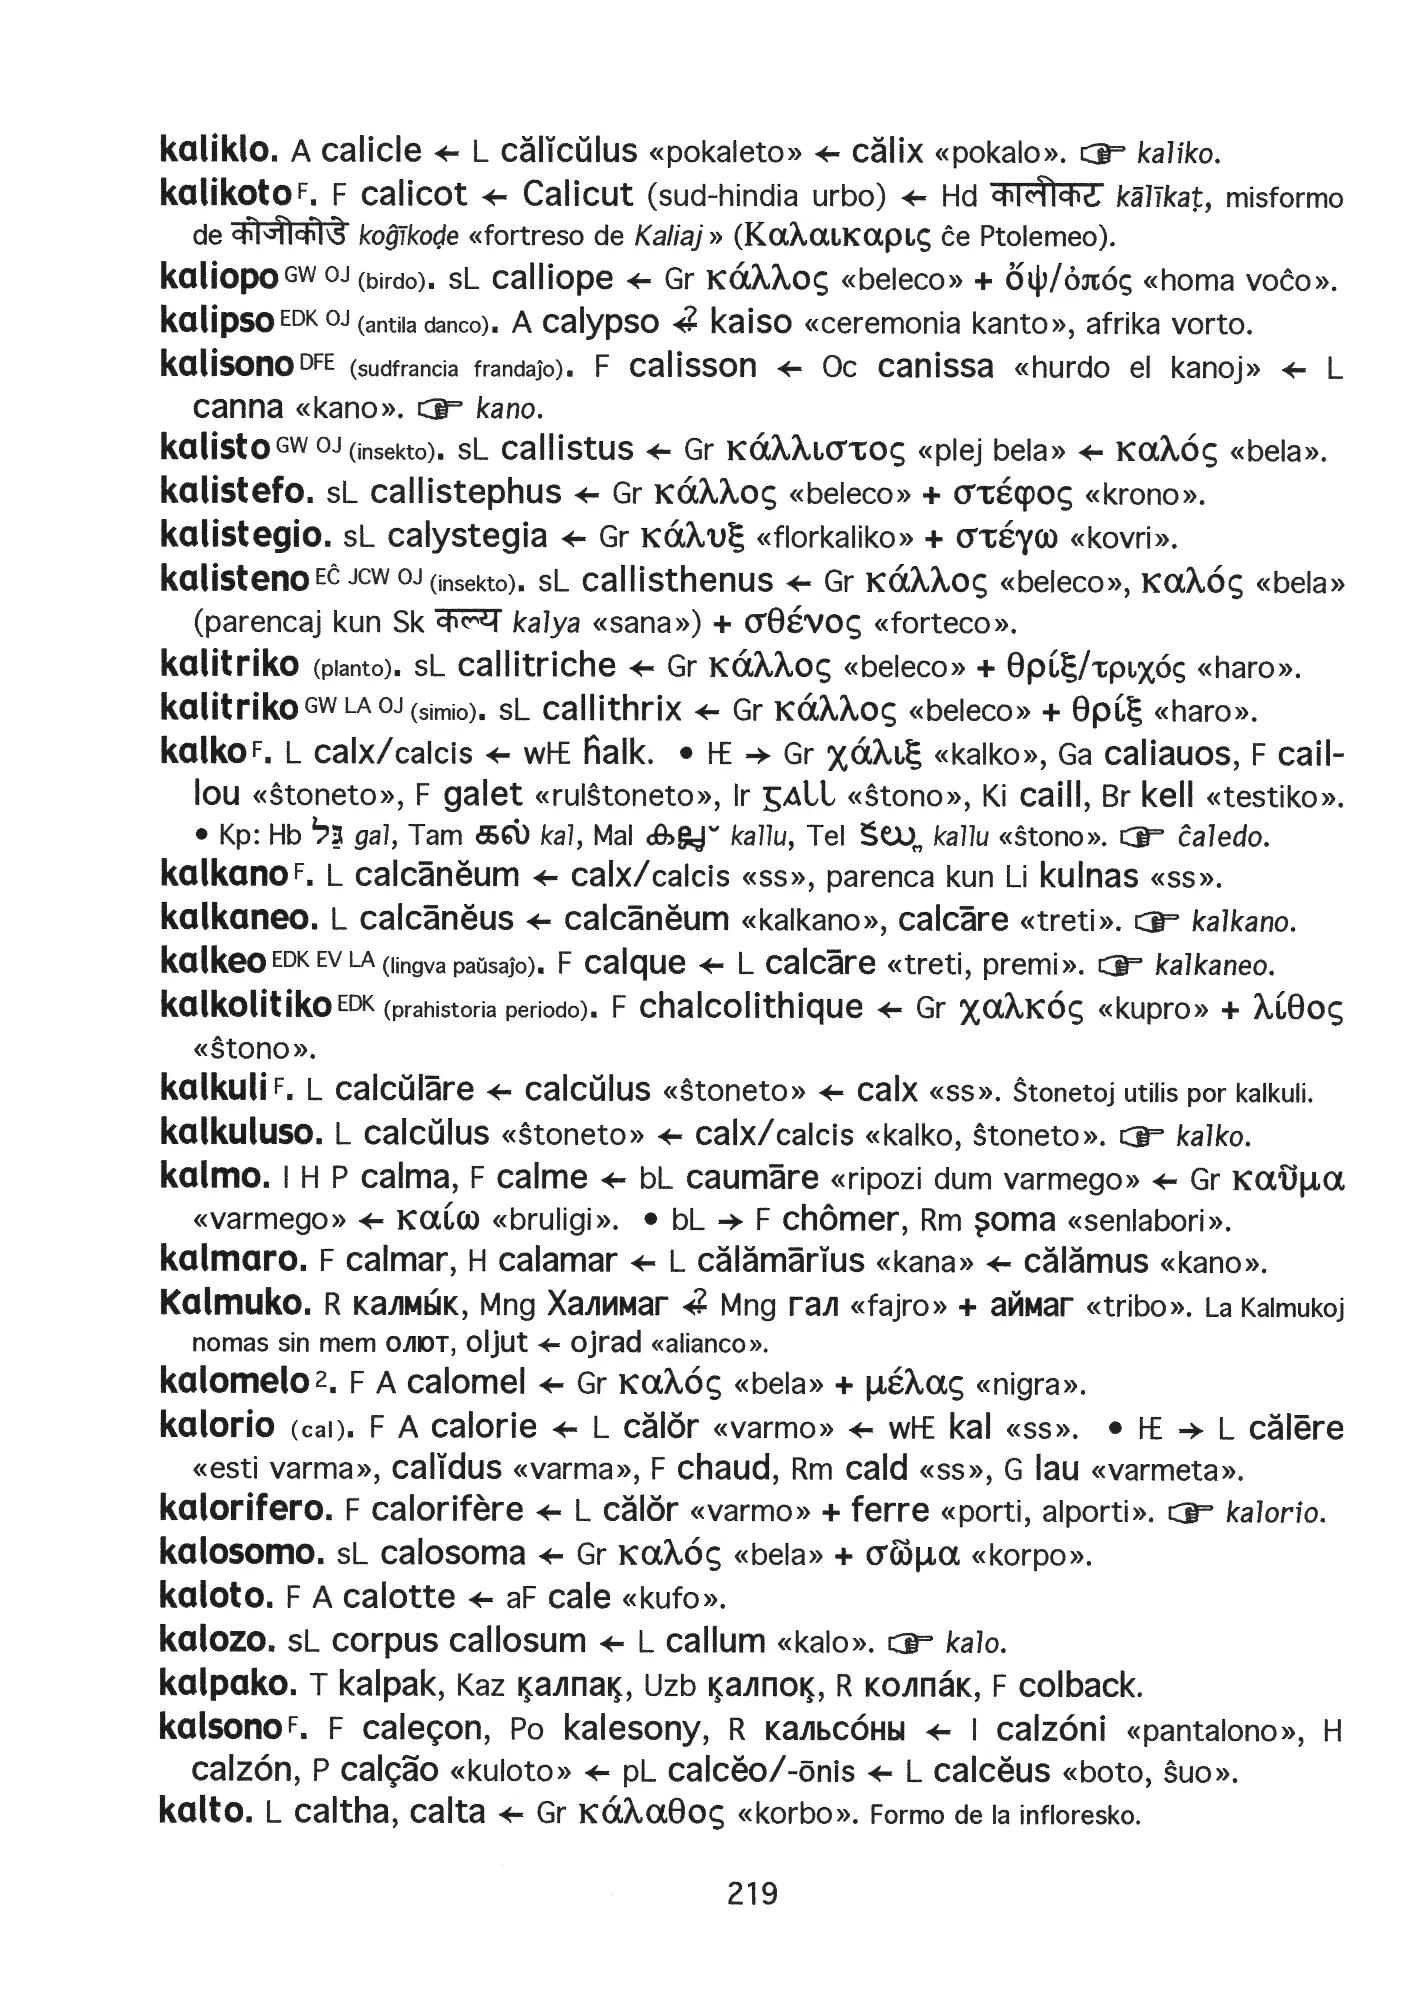 kaliklo. A calicle ← L călĭcŭlus «pokaleto» ← călix «pokalo». ☞ kaliko.
kalikoto F. F calicot ← Calicut (sud-hindia urbo) ← Hd कालीकट kālīkaṭ, misformo
de कोजीकोडे koĝīkoḍe «fortreso de Kaliaj» (Καλαικαρις ĉe Ptolemeo).
kaliopo GW OJ (birdo). sL calliope ← Gr κάλλος «beleco» + ὄψ/ὀπός «homa voĉo».
kalipso EDK OJ (antila danco). A calypso ←? kaiso «ceremonia kanto», afrika vorto.
kalisono DFE (sudfrancia frandaĵo). F calisson ← Oc canissa «hurdo el kanoj» ← L
canna «kano». ☞ kano.
kalisto GW OJ (insekto). sL callistus ← Gr κάλλιστος «plej bela» ← καλός «bela».
kalistefo. sL callistephus ← Gr κάλλος «beleco» + στέφος «krono».
kalistegio. sL calystegia ← Gr κάλυξ «florkaliko» + στέγω «kovri».
kalisteno EĈ JCW OJ (insekto). sL callisthenus ← Gr κάλλος «beleco», καλός «bela»
(parencaj kun Sk कल्य kalya «sana») + σθένος «forteco».
kalitriko (planto). sL callitriche ← Gr κάλλος «beleco» + θρίξ/τριχός «haro».
kalitriko GW LA OJ (simio). sL callithrix ← Gr κάλλος «beleco» + θρίξ «haro».
kalko F. L calx/calcis ← wIE ĥalk. • IE → Gr χάλιξ «kalko», Ga caliauos, F cail-
lou «ŝtoneto», F galet «rulŝtoneto», Ir gall «ŝtono», Ki caill, Br kell «testiko».
• Kp: Hb גל gal, Tam கல் kal, Mal കല്ലു് kallu, Tel కల్లు kallu «ŝtono». ☞ ĉaledo.
kalkano F. L calcānĕum ← calx/calcis «ss», parenca kun Li kulnas «ss».
kalkaneo. L calcānĕus ← calcānĕum «kalkano», calcāre «treti». ☞ kalkano.
kalkeo EDK EV LA (lingva paŭsaĵo). F calque ← L calcāre «treti, premi». ☞ kalkaneo.
kalkolitiko EDK (prahistoria periodo). F chalcolithique ← Gr χαλκός «kupro» + λίθος
«ŝtono».
kalkuli F. L calcŭlāre ← calcŭlus «ŝtoneto» ← calx «ss». Ŝtonetoj utilis por kalkuli.
kalkuluso. L calcŭlus «ŝtoneto» ← calx/calcis «kalko, ŝtoneto». ☞ kalko.
kalmo. I H P calma, F calme ← bL caumāre «ripozi dum varmego» ← Gr καῦμα
«varmego» ← καίω «bruligi». • bL → F chômer, Rm șoma «senlabori».
kalmaro. F calmar, H calamar ← L călămārĭus «kana» ← călămus «kano».
Kalmuko. R калмы́к, Mng Халимаг ←? Mng гал «fajro» + аймаг «tribo». La Kalmukoj
nomas sin mem олют, oljut ← ojrad «alianco».
kalomelo 2. F A calomel ← Gr καλός «bela» + μέλας «nigra».
kalorio (cal). F A calorie ← L călŏr «varmo» ← wIE kal «ss». • IE → L călēre
«esti varma», calĭdus «varma», F chaud, Rm cald «ss», G lau «varmeta».
kalorifero. F calorifère ← L călŏr «varmo» + ferre «porti, alporti». ☞ kalorio.
kalosomo. sL calosoma ← Gr καλός «bela» + σῶμα «korpo».
kaloto. F A calotte ← aF cale «kufo».
kalozo. sL corpus callosum ← L callum «kalo». ☞ kalo.
kalpako. T kalpak, Kaz қалпақ, Uzb қалпоқ, R колпáк, F colback.
kalsono F. F caleçon, Po kalesony, R кальсóны ← I calzóni «pantalono», H
calzón, P calção «kuloto» ← pL calcĕo/-ōnis ← L calcĕus «boto, ŝuo».
kalto. L caltha, calta ← Gr κάλαθος «korbo». Formo de la infloresko.
219